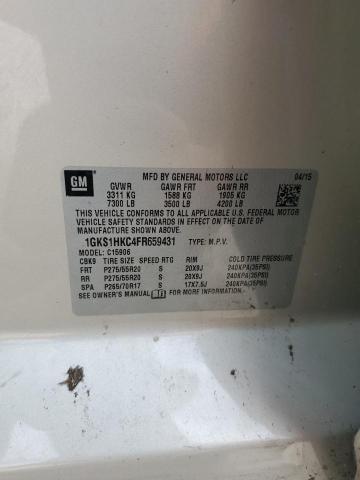 GM
MFD BY GENERAL MOTORS LLC 04/15
GVWR GAWR FRT GAWR RR
3311 KG 1588 KG 1905 KG
7300 LB 3500 LB 4200 LB
THIS VEHICLE CONFORMS TO ALL APPLICABLE U.S. FEDERAL MOTOR
VEHICLE SAFETY STANDARDS IN EFFECT ON THE DATE OF
MANUFACTURE SHOWN ABOVE.
1GKS1HKC4FR659431 TYPE: M.P.V.
MODEL: C15906
CBK9 TIRE SIZE SPEED RTG RIM
FRT P275/55R20 S 20X9J 240KPA(35PSI)
RR P275/55R20 S 20X9J 240KPA(35PSI)
SPA P265/70R17 S 17X7.5J 240KPA(35PSI)
SEE OWNER'S MANUAL FOR ADDITIONAL INFORMATION.